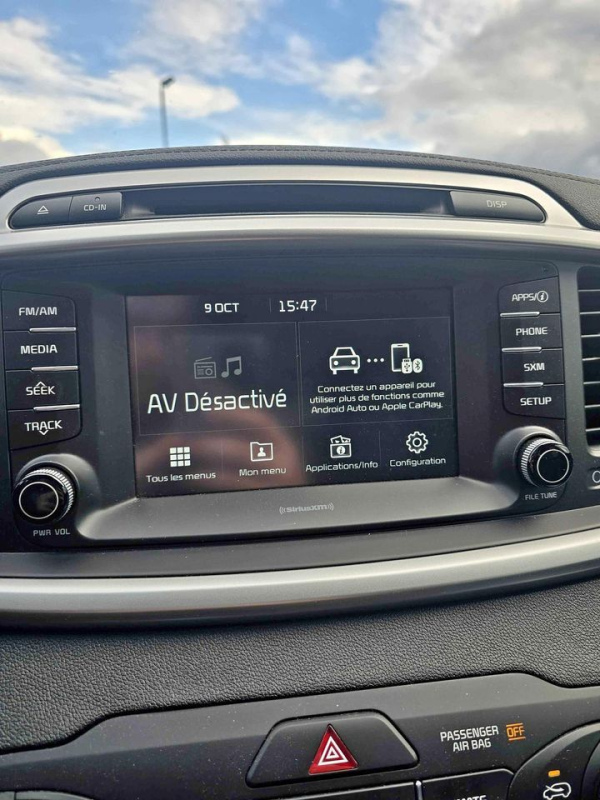 CD-IN
DISP
9 OCT 15:47
FM/AM
MEDIA
SEEK
TRACK
PWR VOL
AV Désactivé
Connectez un appareil pour
utiliser plus de fonctions comme
Android Auto ou Apple CarPlay.
Tous les menus
Mon menu
Applications/Info
Configuration
APPS/i
PHONE
SXM
SETUP
FILE TUNE
((SiriusXM))
PASSENGER OFF
AIR BAG